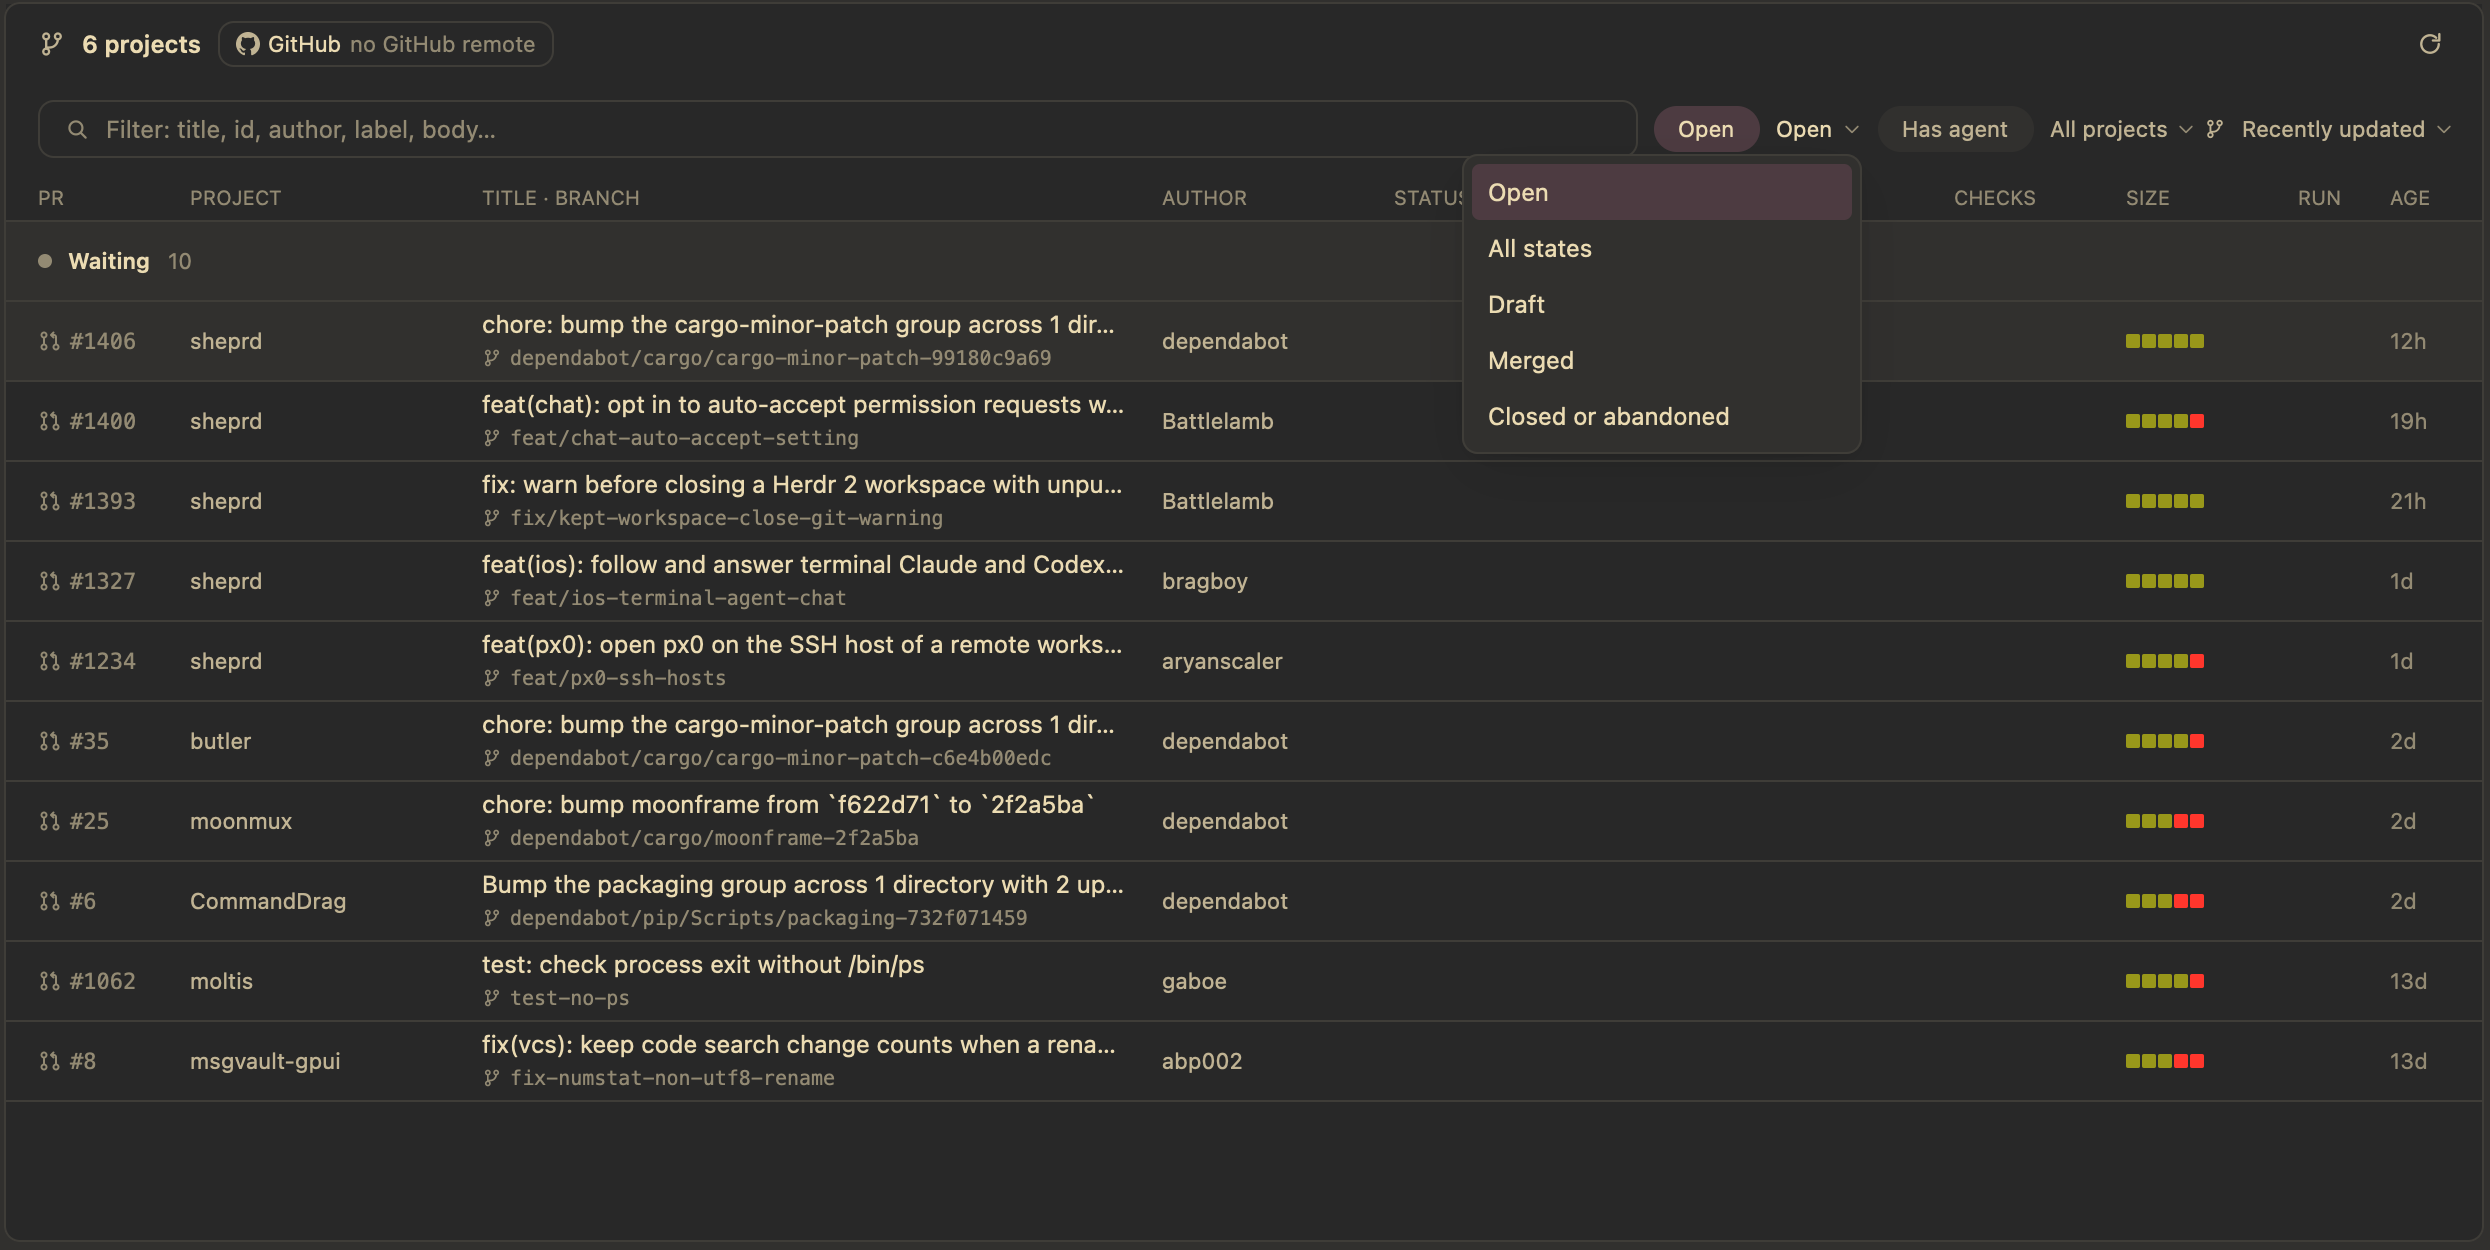 6 projects GitHub no GitHub remote
Filter: title, id, author, label, body... Open Open Has agent All projects Recently updated
PR PROJECT TITLE · BRANCH AUTHOR STATUS CHECKS SIZE RUN AGE
Open
All states
Draft
Merged
Closed or abandoned
Waiting 10
#1406 sheprd chore: bump the cargo-minor-patch group across 1 dir... dependabot 12h
dependabot/cargo/cargo-minor-patch-99180c9a69
#1400 sheprd feat(chat): opt in to auto-accept permission requests w... Battlelamb 19h
feat/chat-auto-accept-setting
#1393 sheprd fix: warn before closing a Herdr 2 workspace with unpu... Battlelamb 21h
fix/kept-workspace-close-git-warning
#1327 sheprd feat(ios): follow and answer terminal Claude and Codex... bragboy 1d
feat/ios-terminal-agent-chat
#1234 sheprd feat(px0): open px0 on the SSH host of a remote works... aryanscaler 1d
feat/px0-ssh-hosts
#35 butler chore: bump the cargo-minor-patch group across 1 dir... dependabot 2d
dependabot/cargo/cargo-minor-patch-c6e4b00edc
#25 moonmux chore: bump moonframe from `f622d71` to `2f2a5ba` dependabot 2d
dependabot/cargo/moonframe-2f2a5ba
#6 CommandDrag Bump the packaging group across 1 directory with 2 up... dependabot 2d
dependabot/pip/Scripts/packaging-732f071459
#1062 moltis test: check process exit without /bin/ps gaboe 13d
test-no-ps
#8 msgvault-gpui fix(vcs): keep code search change counts when a rena... abp002 13d
fix-numstat-non-utf8-rename